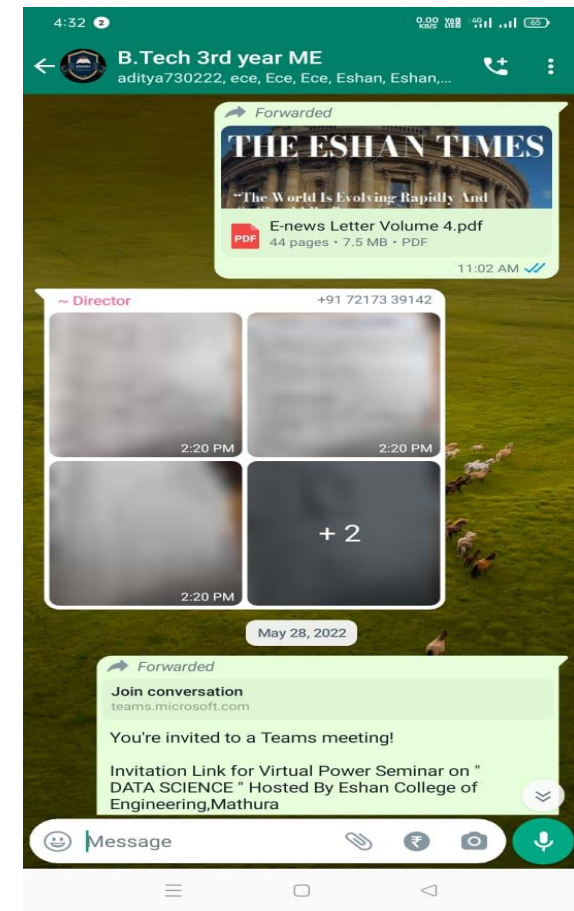 4:32 2 0.00 KB/S Vo9 LTE2 4G 65
B.Tech 3rd year ME
aditya730222, ece, Ece, Ece, Eshan, Eshan,...
Forwarded
THE ESHAN TIMES
"The World Is Evolving Rapidly And
PDF
E-news Letter Volume 4.pdf
44 pages • 7.5 MB • PDF
11:02 AM
~ Director +91 72173 39142
2:20 PM 2:20 PM
2:20 PM + 2
May 28, 2022
Forwarded
Join conversation
teams.microsoft.com
You're invited to a Teams meeting!
Invitation Link for Virtual Power Seminar on "
DATA SCIENCE " Hosted By Eshan College of
Engineering,Mathura
Message ₹